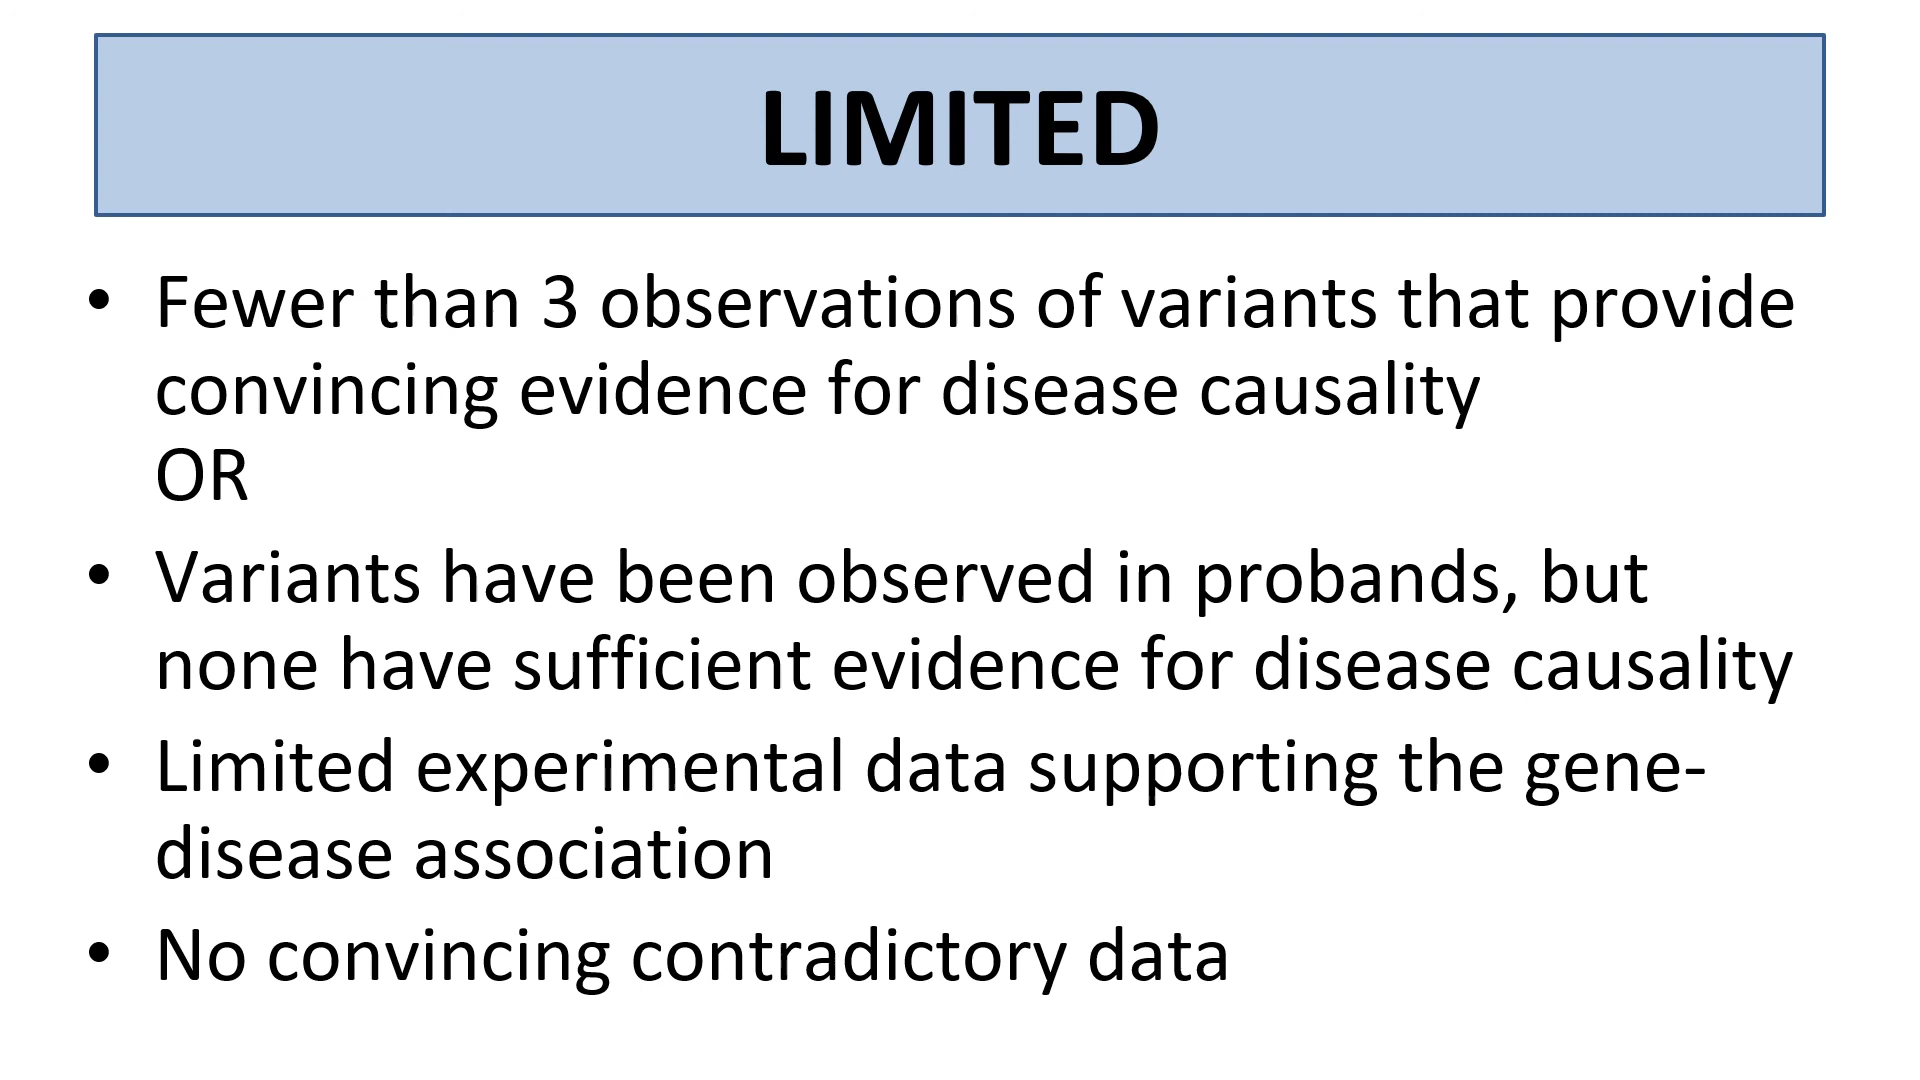 LIMITED
• Fewer than 3 observations of variants that provide
convincing evidence for disease causality
OR
• Variants have been observed in probands, but
none have sufficient evidence for disease causality
• Limited experimental data supporting the gene-
disease association
• No convincing contradictory data